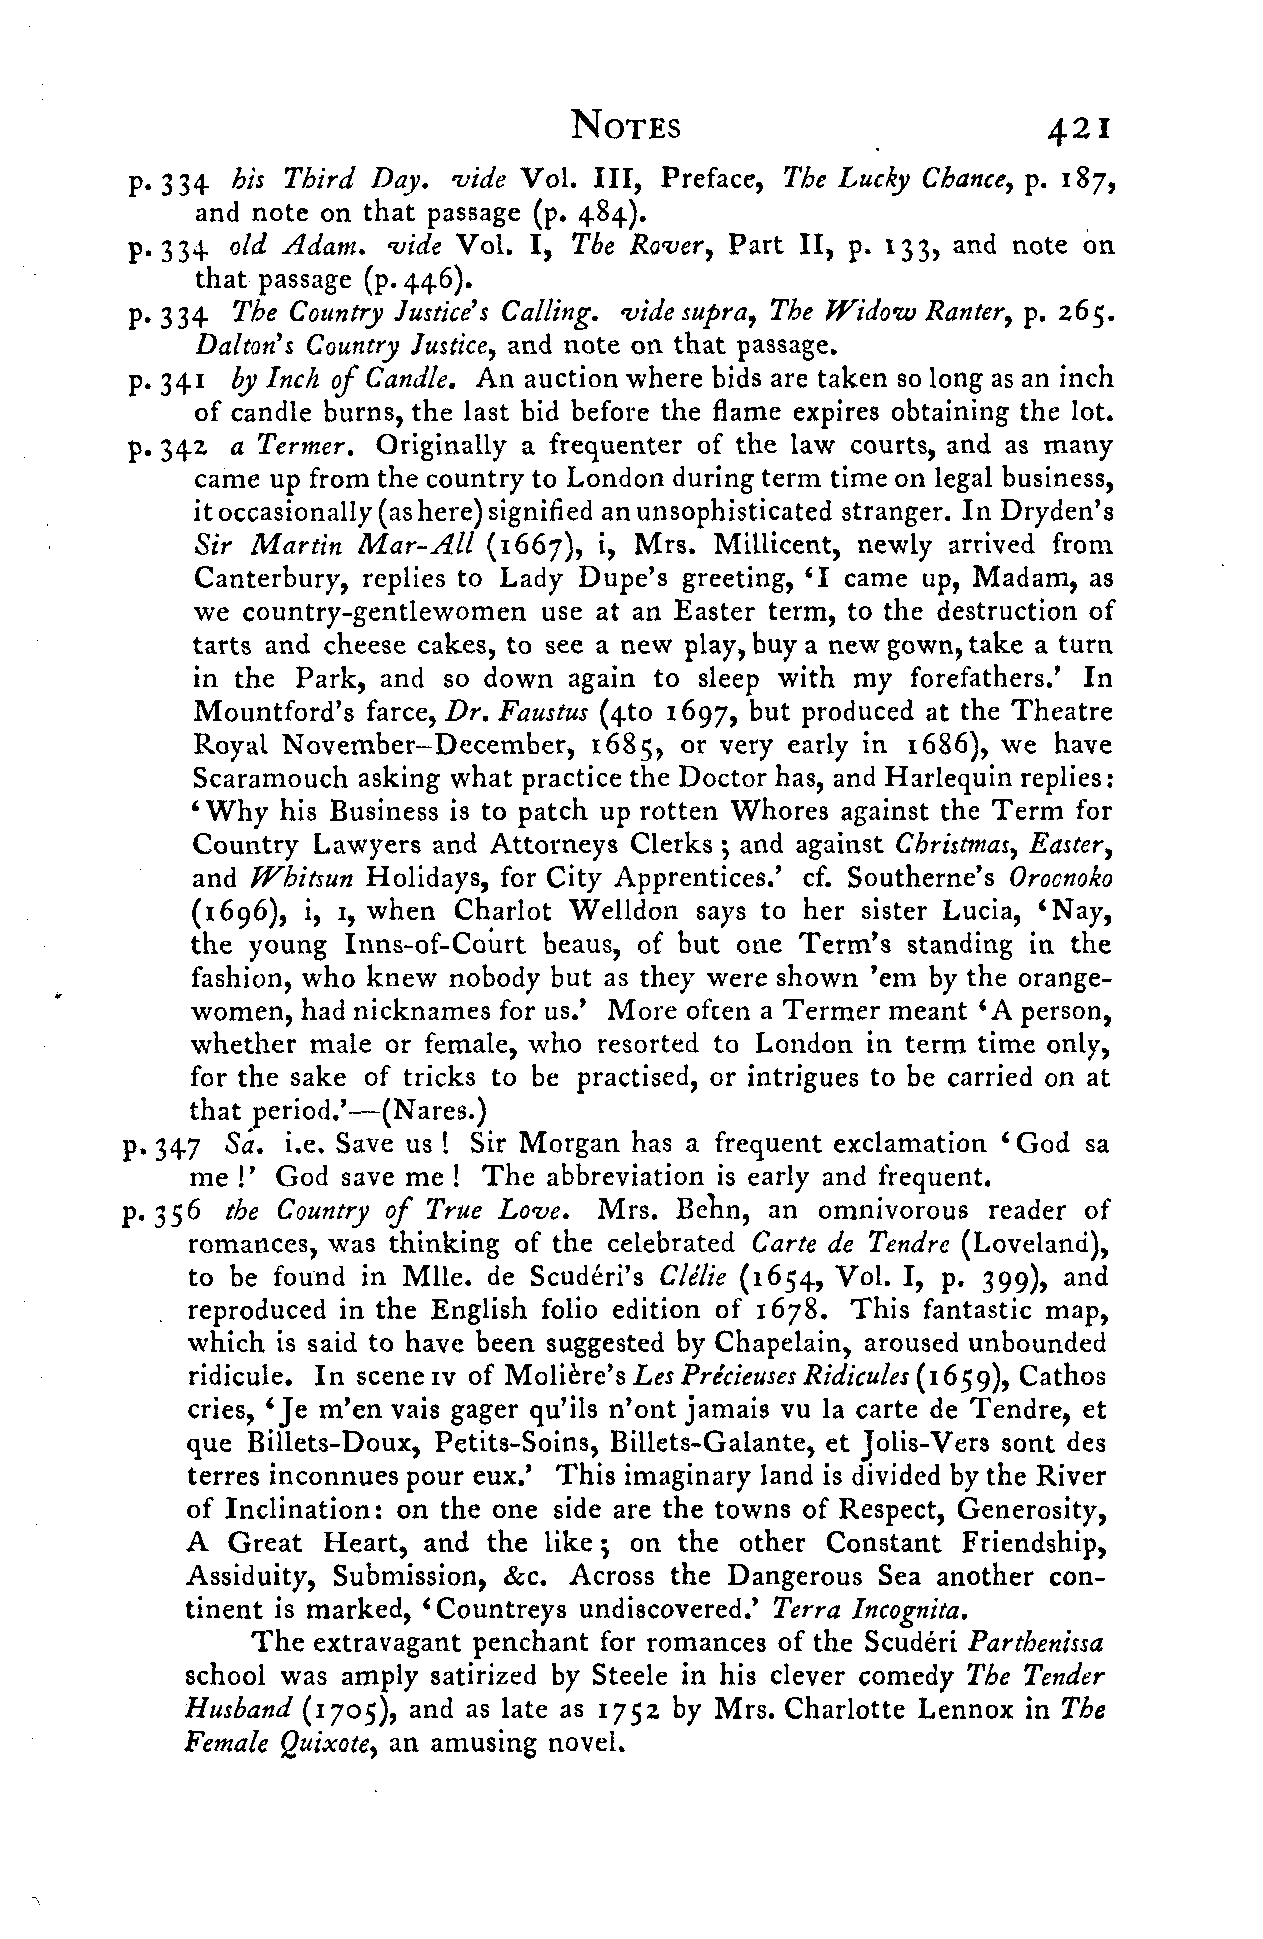 NOTES 421
p. 334 his Third Day. vide Vol. III, Preface, The Lucky Chance, p. 187,
and note on that passage (p. 484).
p. 334 old Adam. vide Vol. I, The Rover, Part II, p. 133, and note on
that passage (p. 446).
p. 334 The Country Justice's Calling. vide supra, The Widow Ranter, p. 265.
Dalton's Country Justice, and note on that passage.
p. 341 by Inch of Candle. An auction where bids are taken so long as an inch
of candle burns, the last bid before the flame expires obtaining the lot.
p. 342 a Termer. Originally a frequenter of the law courts, and as many
came up from the country to London during term time on legal business,
it occasionally (as here) signified an unsophisticated stranger. In Dryden's
Sir Martin Mar-All (1667), i, Mrs. Millicent, newly arrived from
Canterbury, replies to Lady Dupe's greeting, 'I came up, Madam, as
we country-gentlewomen use at an Easter term, to the destruction of
tarts and cheese cakes, to see a new play, buy a new gown, take a turn
in the Park, and so down again to sleep with my forefathers.' In
Mountford's farce, Dr. Faustus (4to 1697, but produced at the Theatre
Royal November–December, 1685, or very early in 1686), we have
Scaramouch asking what practice the Doctor has, and Harlequin replies:
'Why his Business is to patch up rotten Whores against the Term for
Country Lawyers and Attorneys Clerks; and against Christmas, Easter,
and Whitsun Holidays, for City Apprentices.' cf. Southerne's Oroonoko
(1696), i, 1, when Charlot Welldon says to her sister Lucia, 'Nay,
the young Inns-of-Court beaus, of but one Term's standing in the
fashion, who knew nobody but as they were shown 'em by the orange-
women, had nicknames for us.' More often a Termer meant 'A person,
whether male or female, who resorted to London in term time only,
for the sake of tricks to be practised, or intrigues to be carried on at
that period.'—(Nares.)
p. 347 Sa. i.e. Save us! Sir Morgan has a frequent exclamation 'God sa
me!' God save me! The abbreviation is early and frequent.
p. 356 the Country of True Love. Mrs. Behn, an omnivorous reader of
romances, was thinking of the celebrated Carte de Tendre (Loveland),
to be found in Mlle. de Scudéri's Clélie (1654, Vol. I, p. 399), and
reproduced in the English folio edition of 1678. This fantastic map,
which is said to have been suggested by Chapelain, aroused unbounded
ridicule. In scene iv of Molière's Les Précieuses Ridicules (1659), Cathos
cries, 'Je m'en vais gager qu'ils n'ont jamais vu la carte de Tendre, et
que Billets-Doux, Petits-Soins, Billets-Galante, et Jolis-Vers sont des
terres inconnues pour eux.' This imaginary land is divided by the River
of Inclination: on the one side are the towns of Respect, Generosity,
A Great Heart, and the like; on the other Constant Friendship,
Assiduity, Submission, &c. Across the Dangerous Sea another con-
tinent is marked, 'Countreys undiscovered.' Terra Incognita.
The extravagant penchant for romances of the Scudéri Parthenissa
school was amply satirized by Steele in his clever comedy The Tender
Husband (1705), and as late as 1752 by Mrs. Charlotte Lennox in The
Female Quixote, an amusing novel.